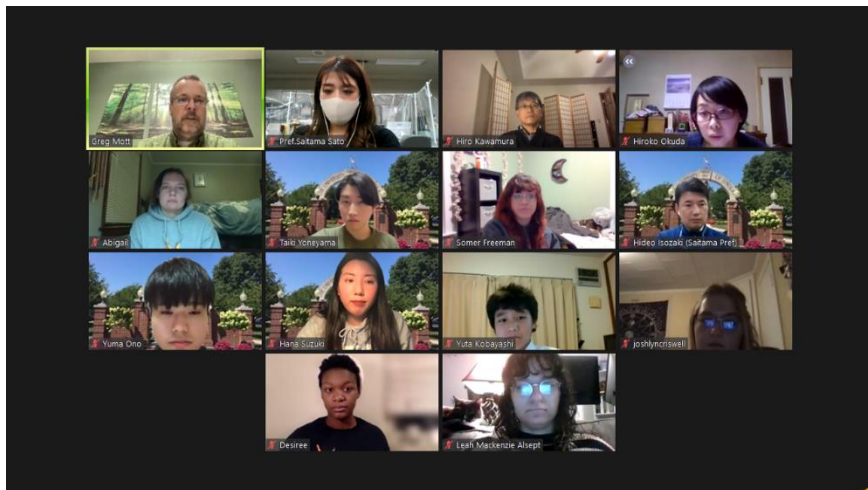 Greg Mott
Pref.Saitama Sato
Hiro Kawamura
Hiroko Okuda
Abigail
Taiki Yoneyama
Somer Freeman
Hideo Isozaki (Saitama Pref)
Yuma Ono
Hana Suzuki
Yuta Kobayashi
joshlyncriswell
Desiree
Leah Mackenzie Alsept